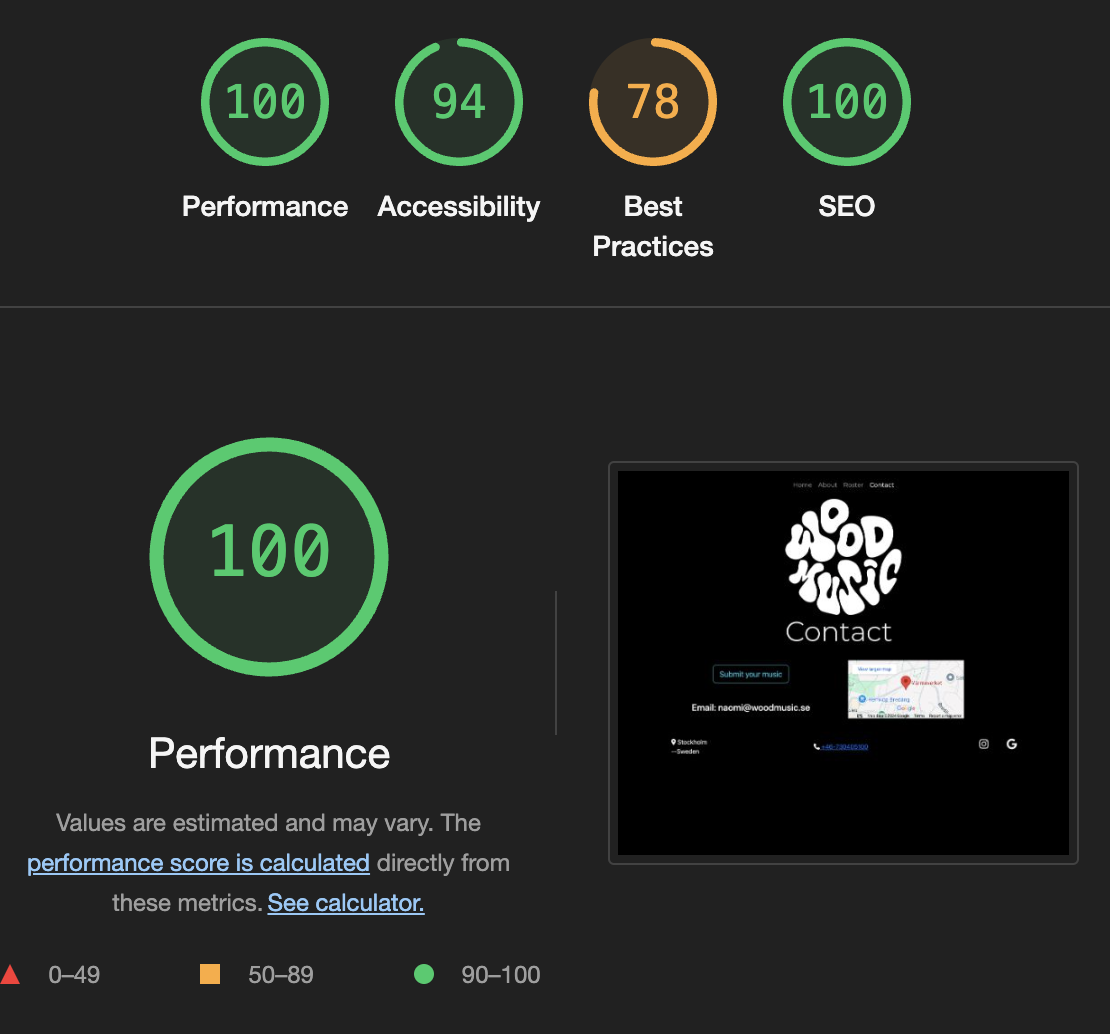 100
94
78
100
Performance
Accessibility
Best
Practices
SEO
100
Performance
Values are estimated and may vary. The
performance score is calculated directly from
these metrics. See calculator.
0–49
50–89
90–100
Home About Roster Contact
WOOD
MUSIC
Contact
Submit your music
Email: naomi@woodmusic.se
View larger map
Google
Stockholm
—Sweden
G